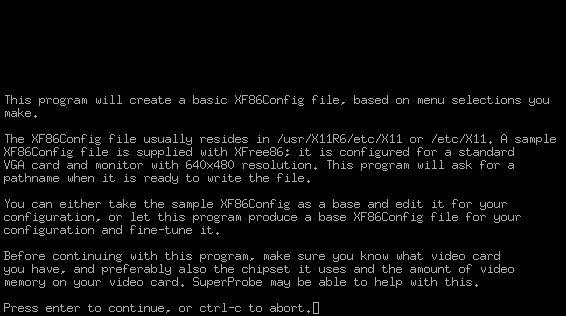 This program will create a basic XF86Config file, based on menu selections you
make.
The XF86Config file usually resides in /usr/X11R6/etc/X11 or /etc/X11. A sample
XF86Config file is supplied with XFree86; it is configured for a standard
VGA card and monitor with 640x480 resolution. This program will ask for a
pathname when it is ready to write the file.
You can either take the sample XF86Config as a base and edit it for your
configuration, or let this program produce a base XF86Config file for your
configuration and fine-tune it.
Before continuing with this program, make sure you know what video card
you have, and preferably also the chipset it uses and the amount of video
memory on your video card. SuperProbe may be able to help with this.
Press enter to continue, or ctrl-c to abort.